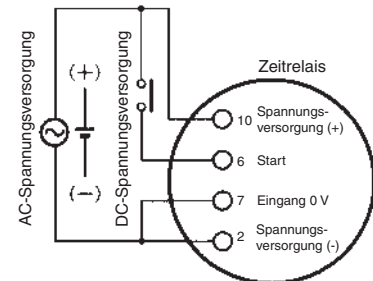 AC-Spannungsversorgung
(+)
(-)
DC-Spannungsversorgung
Zeitrelais
10 Spannungs-
versorgung (+)
6 Start
7 Eingang 0 V
2 Spannungs-
versorgung (-)